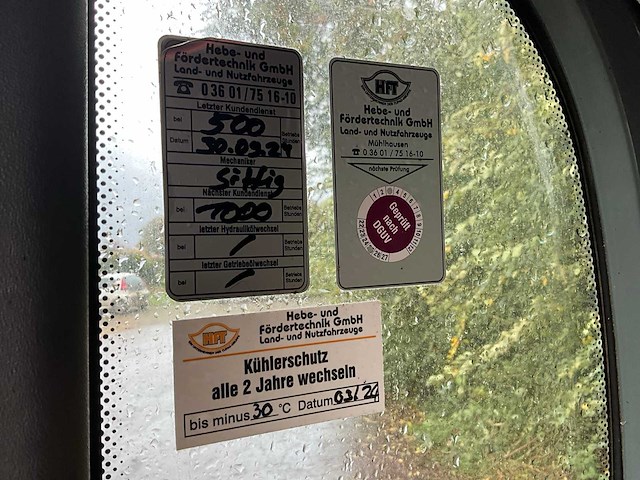 Hebe- und
Fördertechnik GmbH
Land- und Nutzfahrzeuge
☎ 0 36 01 / 75 16-10
Letzter Kundendienst
bei 500 Betriebs Stunden
Datum: 30.09.24
Mechaniker
Sittig
Nächster Kundendienst
bei 1000 Betriebs Stunden
letzter Hydraulikölwechsel
bei / Betriebs Stunden
letzter Getriebeölwechsel
bei / Betriebs Stunden
HFT
Hebe- und
Fördertechnik GmbH
Land- und Nutzfahrzeuge
Mühlhausen
☎ 0 36 01 / 75 16-10
nächste Prüfung
Geprüft
nach
DGUV
Hebe- und
Fördertechnik GmbH
Land- und Nutzfahrzeuge
HFT
Kühlerschutz
alle 2 Jahre wechseln
bis minus 30 °C Datum 03/24